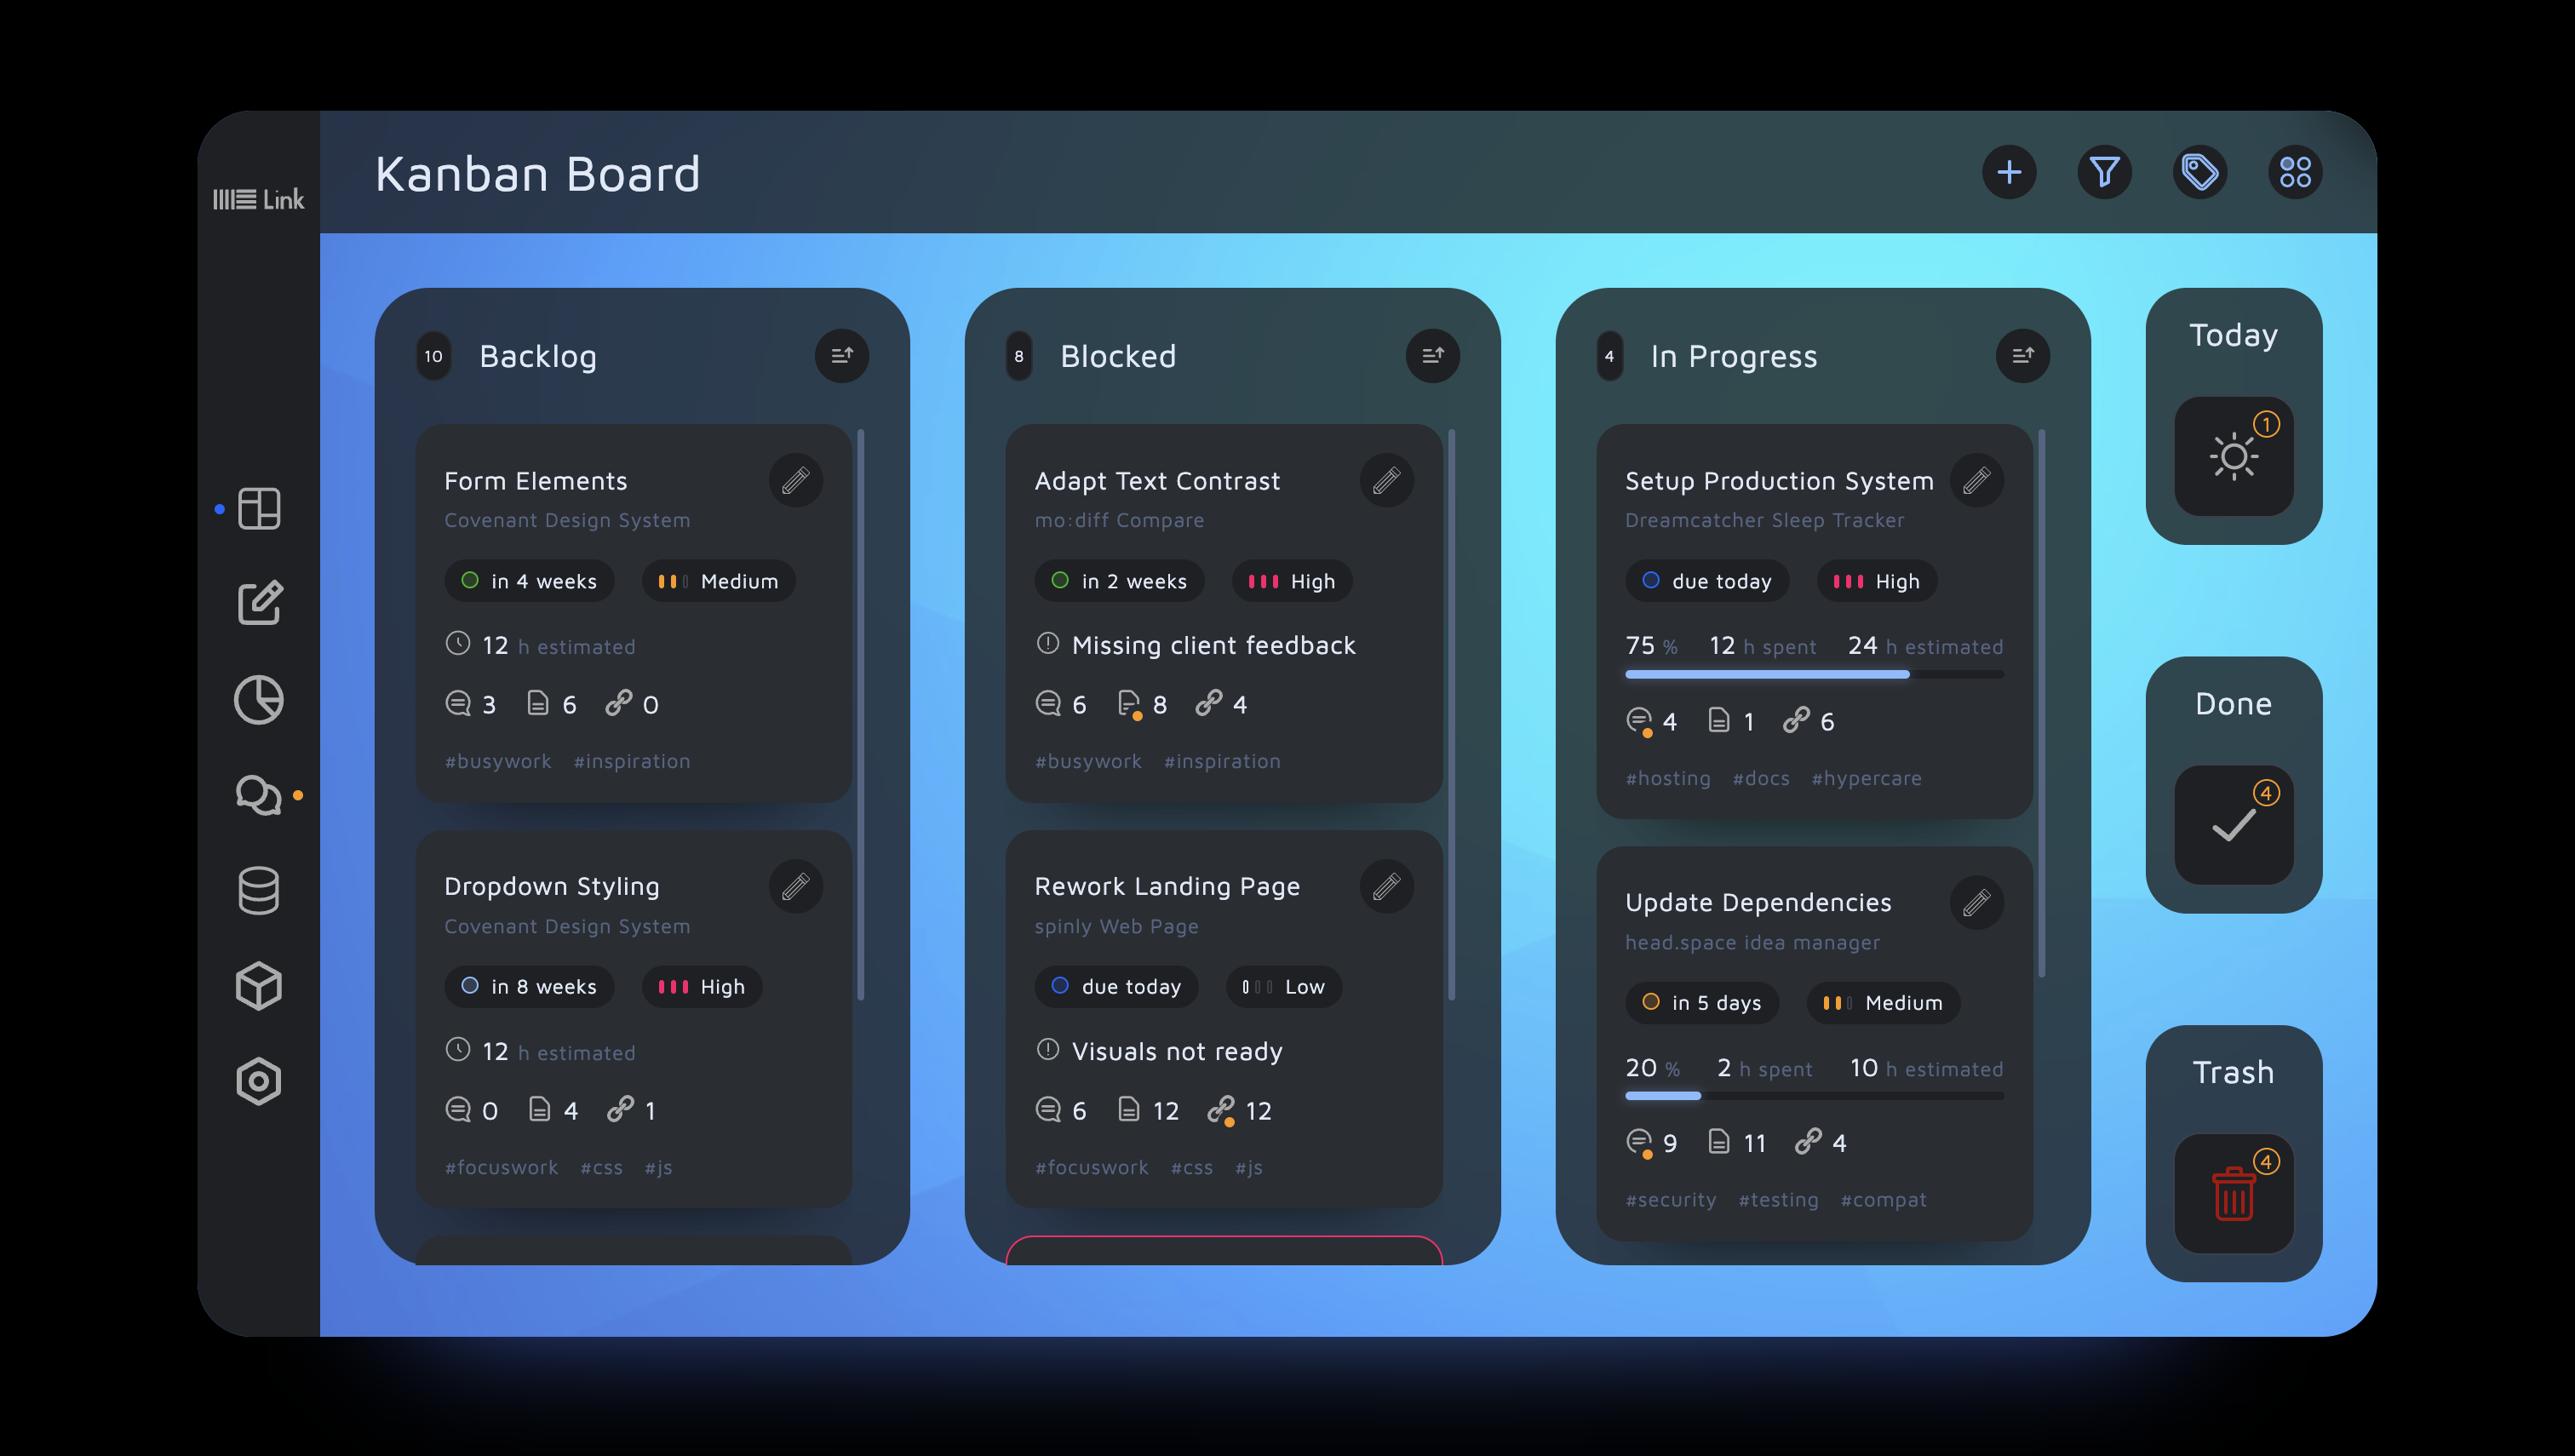 Link
Kanban Board
10 Backlog
Form Elements
Covenant Design System
in 4 weeks Medium
12 h estimated
3 6 0
#busywork #inspiration
Dropdown Styling
Covenant Design System
in 8 weeks High
12 h estimated
0 4 1
#focuswork #css #js
8 Blocked
Adapt Text Contrast
mo:diff Compare
in 2 weeks High
Missing client feedback
6 8 4
#busywork #inspiration
Rework Landing Page
spinly Web Page
due today Low
Visuals not ready
6 12 12
#focuswork #css #js
4 In Progress
Setup Production System
Dreamcatcher Sleep Tracker
due today High
75 % 12 h spent 24 h estimated
4 1 6
#hosting #docs #hypercare
Update Dependencies
head.space idea manager
in 5 days Medium
20 % 2 h spent 10 h estimated
9 11 4
#security #testing #compat
Today
1
Done
4
Trash
4